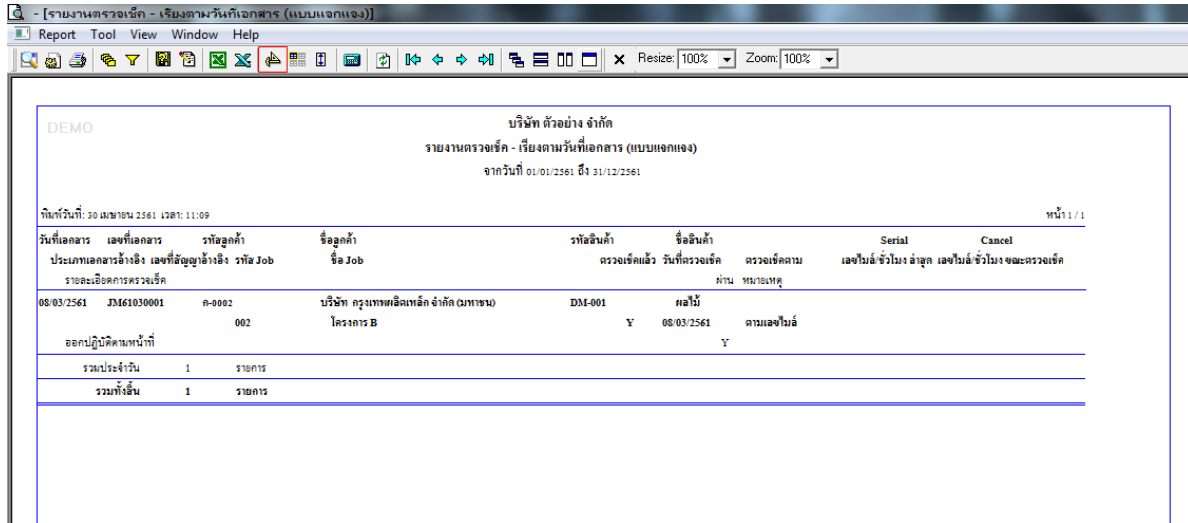 - [รายงานตรวจเช็ค - เรียงตามวันที่เอกสาร (แบบแจกแจง)]
Report Tool View Window Help
Resize: 100% Zoom: 100%
DEMO
บริษัท ตัวอย่าง จำกัด
รายงานตรวจเช็ค - เรียงตามวันที่เอกสาร (แบบแจกแจง)
จากวันที่ 01/01/2561 ถึง 31/12/2561
พิมพ์วันที่: 30 เมษายน 2561 เวลา: 11:09 หน้า 1 / 1
วันที่เอกสาร เลขที่เอกสาร รหัสลูกค้า ชื่อลูกค้า รหัสสินค้า ชื่อสินค้า Serial Cancel
ประเภทเอกสารอ้างอิง เลขที่สัญญาอ้างอิง รหัส Job ชื่อ Job ตรวจเช็คแล้ว วันที่ตรวจเช็ค ตรวจเช็คตาม เลขไมล์/ชั่วโมง ล่าสุด เลขไมล์/ชั่วโมง ขณะตรวจเช็ค
รายละเอียดการตรวจเช็ค ผ่าน หมายเหตุ
08/03/2561 JM61030001 ก-0002 บริษัท กรุงเทพผลิตเหล็ก จำกัด (มหาชน) DM-001 ผลไม้
002 โครงการ B Y 08/03/2561 ตามเลขไมล์
ออกปฏิบัติตามหน้าที่ Y
รวมประจำวัน 1 รายการ
รวมทั้งสิ้น 1 รายการ